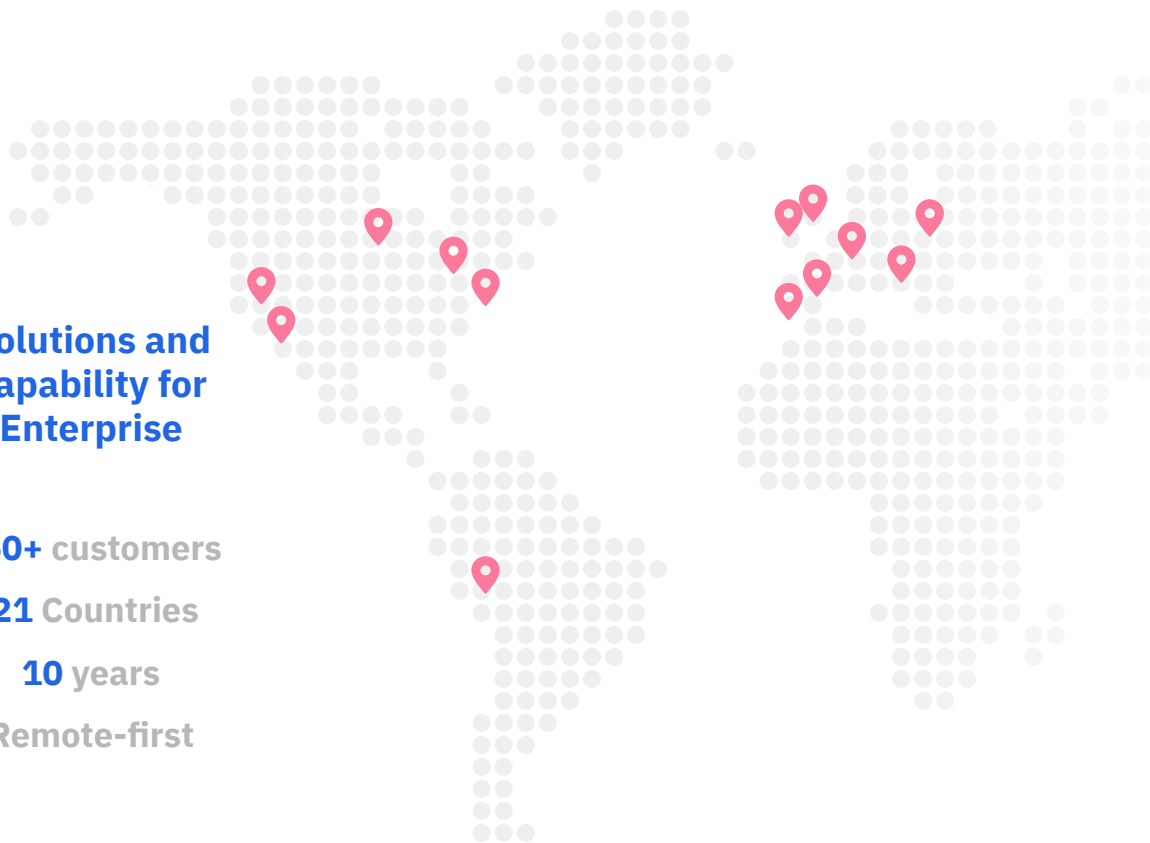 olutions and
apability for
Enterprise
0+ customers
21 Countries
10 years
Remote-first